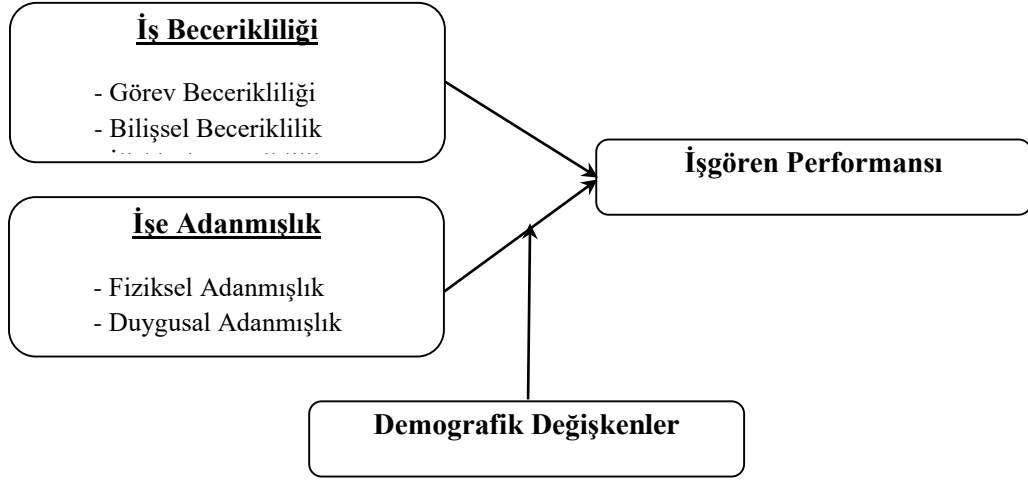 İş Becerikliliği
- Görev Becerikliliği
- Bilişsel Beceriklilik
İşgören Performansı
İşe Adanmışlık
- Fiziksel Adanmışlık
- Duygusal Adanmışlık
Demografik Değişkenler